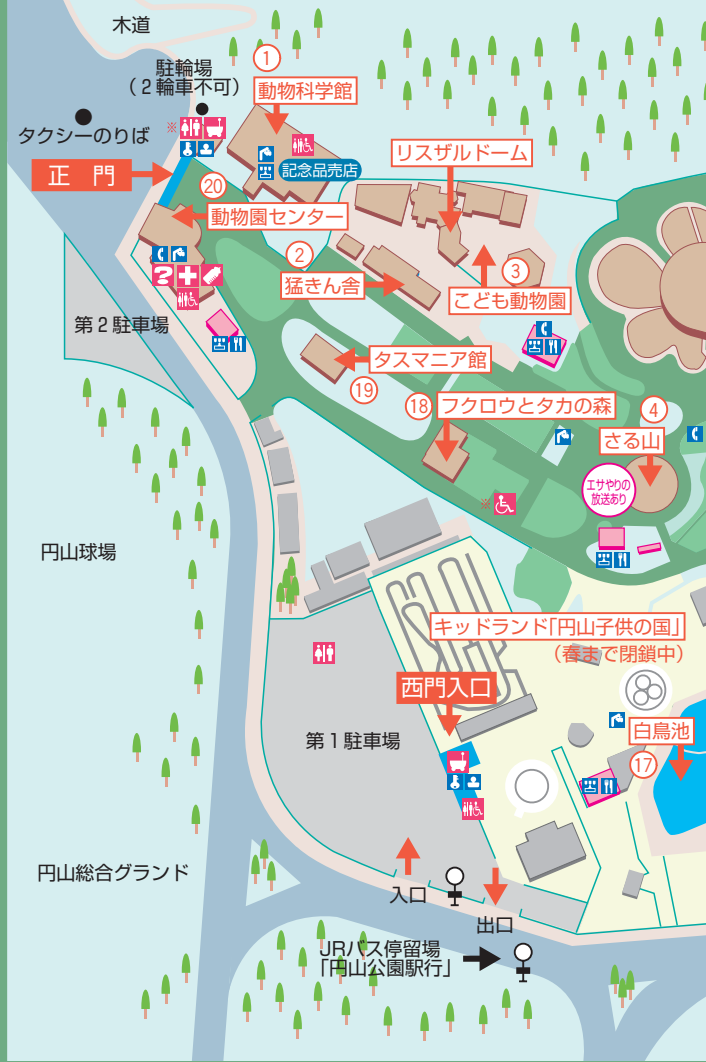 木道
駐輪場
（2輪車不可）
①
動物科学館
タクシーのりば
※
記念品売店
リスザルドーム
正　門
⑳
動物園センター
②
猛きん舎
③
こども動物園
?
第2駐車場
タスマニア館
⑲
⑱
フクロウとタカの森
④
さる山
エサやりの
放送あり
※
円山球場
キッドランド「円山子供の国」
（春まで閉鎖中）
西門入口
第1駐車場
白鳥池
⑰
円山総合グランド
入口
出口
JRバス停留場
「円山公園駅行」